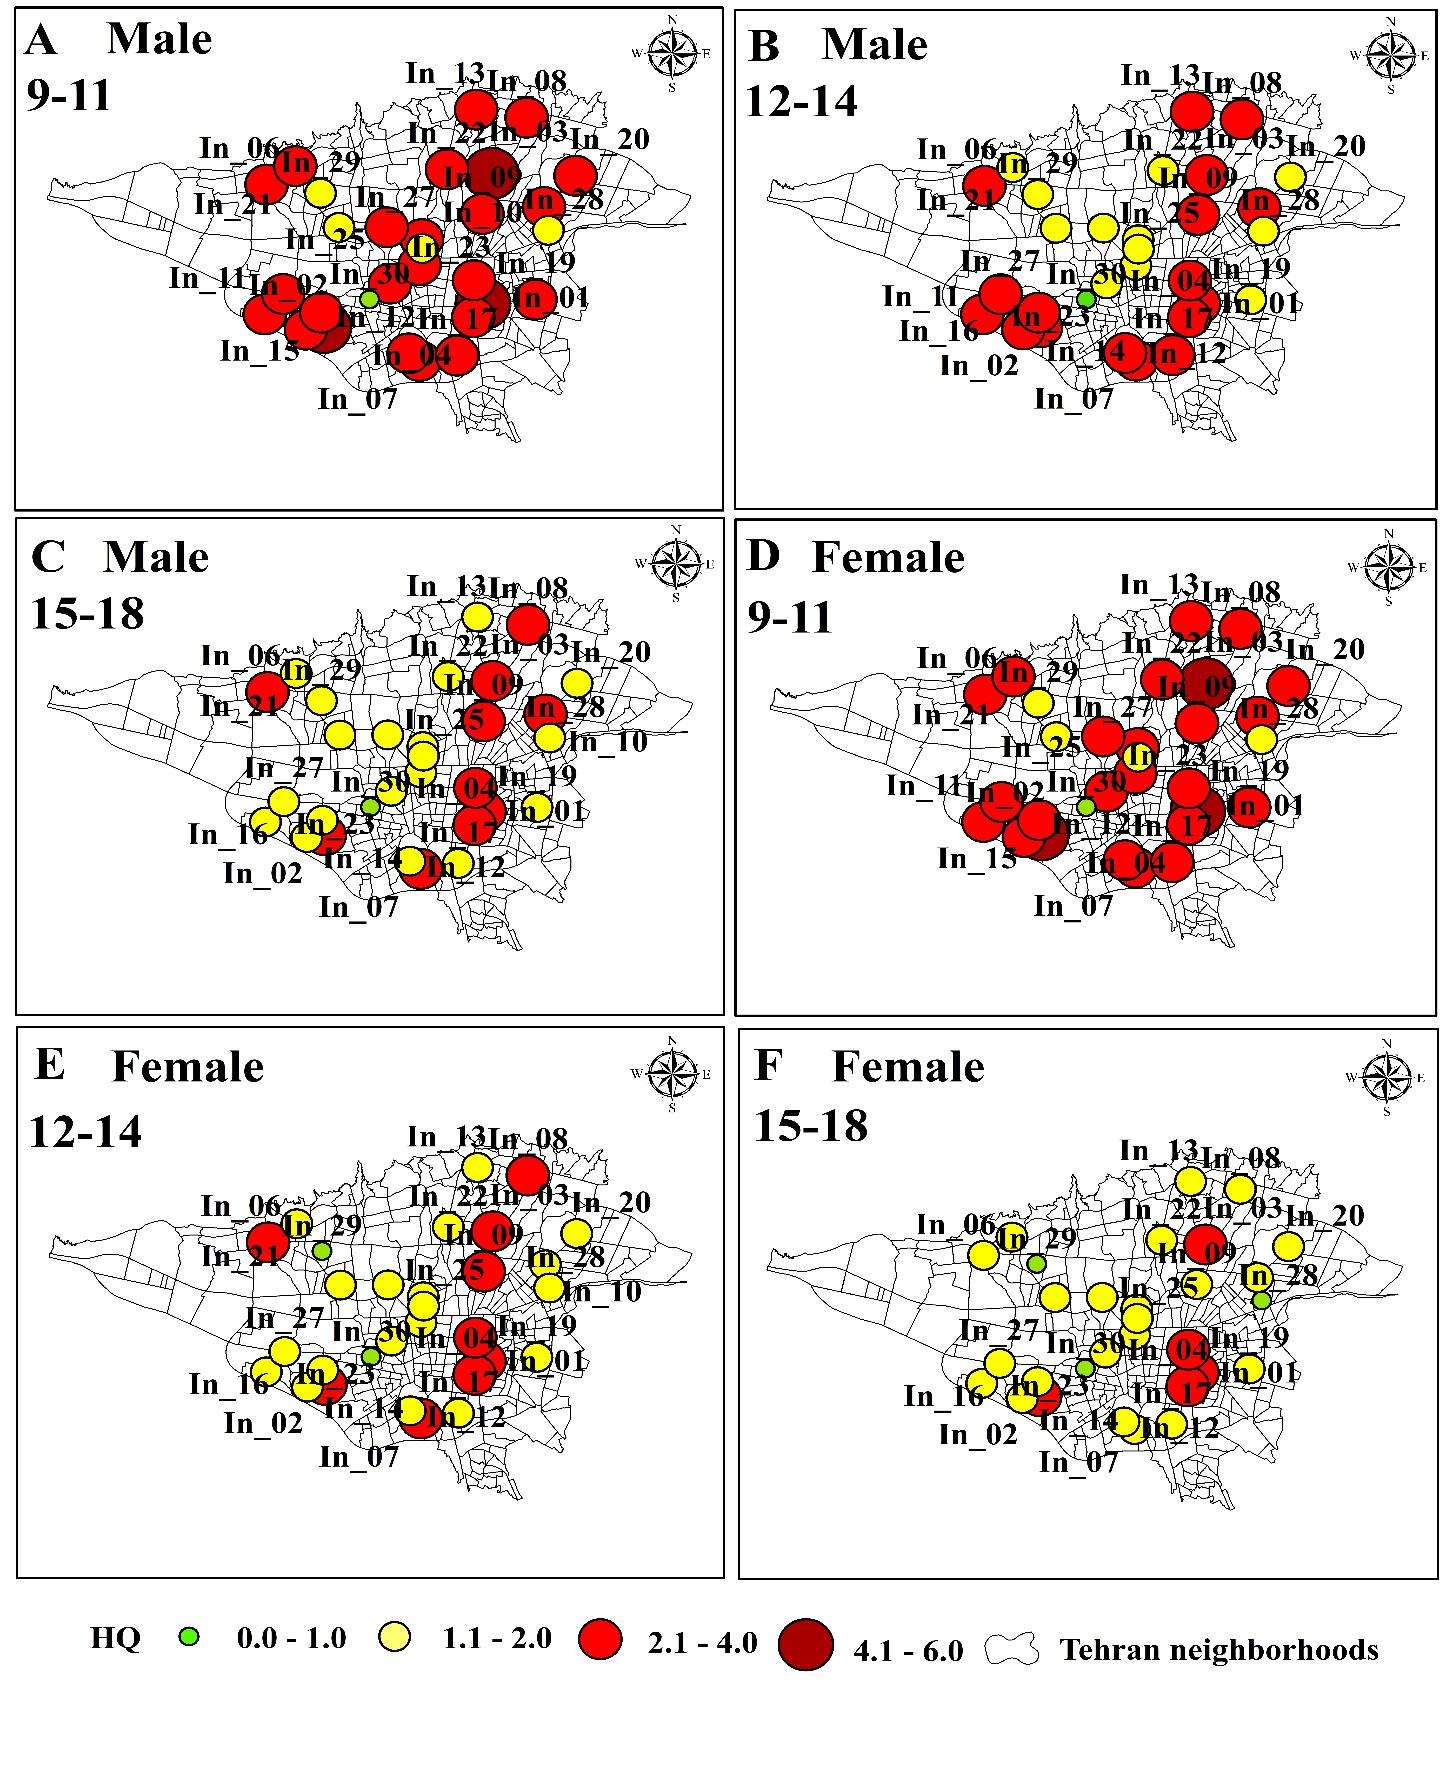 A Male
9-11
N
W E
S
In_13 In_08
In_22 In_03
In_20
In_06
In_29
In_09
In_21
In_27
In_10
In_28
In_25
In_23
In_11 In_02
In_30
In_19
In_01
In_12
In_17
In_15
In_04
In_07
B Male
12-14
N
W E
S
In_13 In_08
In_22 In_03
In_20
In_06
In_29
In_09
In_21
In_25
In_28
In_27
In_30
In_04
In_19
In_11
In_01
In_16
In_23
In_17
In_02
In_14
In_12
In_07
C Male
15-18
N
W E
S
In_13 In_08
In_22 In_03
In_20
In_06
In_29
In_09
In_21
In_25
In_28
In_10
In_27
In_30
In_04
In_19
In_01
In_16
In_23
In_17
In_02
In_14
In_12
In_07
D Female
9-11
N
W E
S
In_13 In_08
In_22 In_03
In_20
In_06
In_29
In_09
In_21
In_27
In_28
In_25
In_23
In_11 In_02
In_30
In_19
In_01
In_12
In_17
In_15
In_04
In_07
E Female
12-14
N
W E
S
In_13 In_08
In_22 In_03
In_20
In_06
In_29
In_09
In_21
In_25
In_28
In_10
In_27
In_30
In_04
In_19
In_01
In_16
In_23
In_17
In_02
In_14
In_12
In_07
F Female
15-18
N
W E
S
In_13 In_08
In_22 In_03
In_20
In_06
In_29
In_09
In_25
In_28
In_27
In_30
In_04
In_19
In_01
In_16
In_23
In_17
In_02
In_14
In_12
In_07
HQ 0.0 - 1.0 1.1 - 2.0 2.1 - 4.0 4.1 - 6.0 Tehran neighborhoods